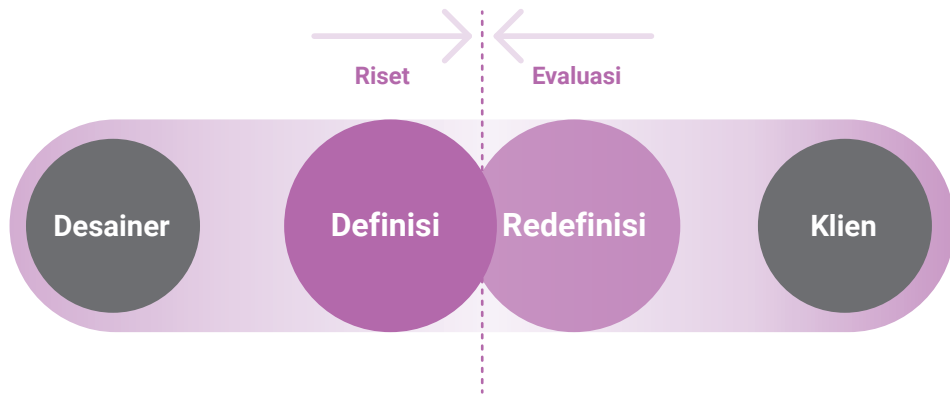 Riset
Evaluasi
Desainer
Definisi
Redefinisi
Klien